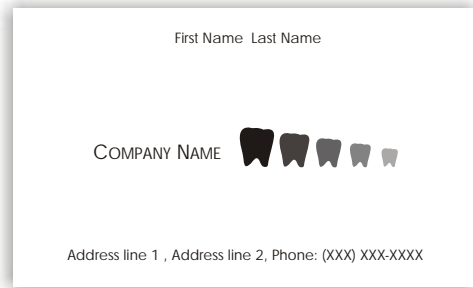 First Name Last Name
COMPANY NAME
Address line 1 , Address line 2, Phone: (XXX) XXX-XXXX